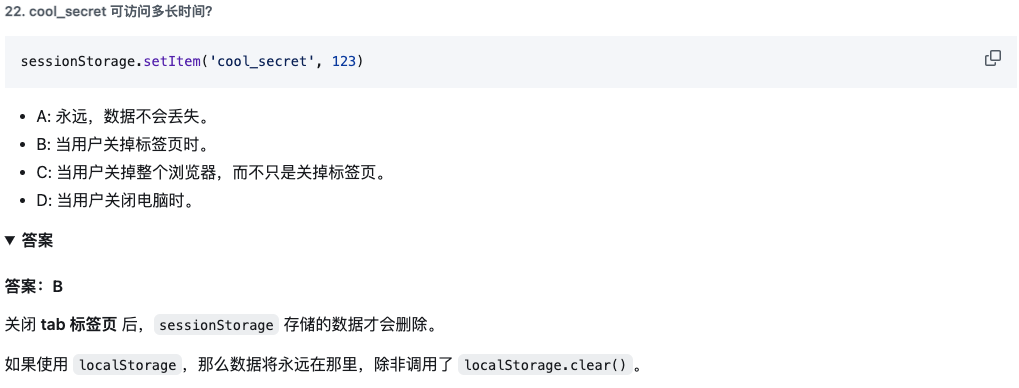 22. cool_secret 可访问多长时间?
sessionStorage.setItem('cool_secret', 123)
• A: 永远，数据不会丢失。
• B: 当用户关掉标签页时。
• C: 当用户关掉整个浏览器，而不只是关掉标签页。
• D: 当用户关闭电脑时。
▼ 答案
答案：B
关闭 tab 标签页 后， sessionStorage 存储的数据才会删除。
如果使用 localStorage ，那么数据将永远在那里，除非调用了 localStorage.clear() 。